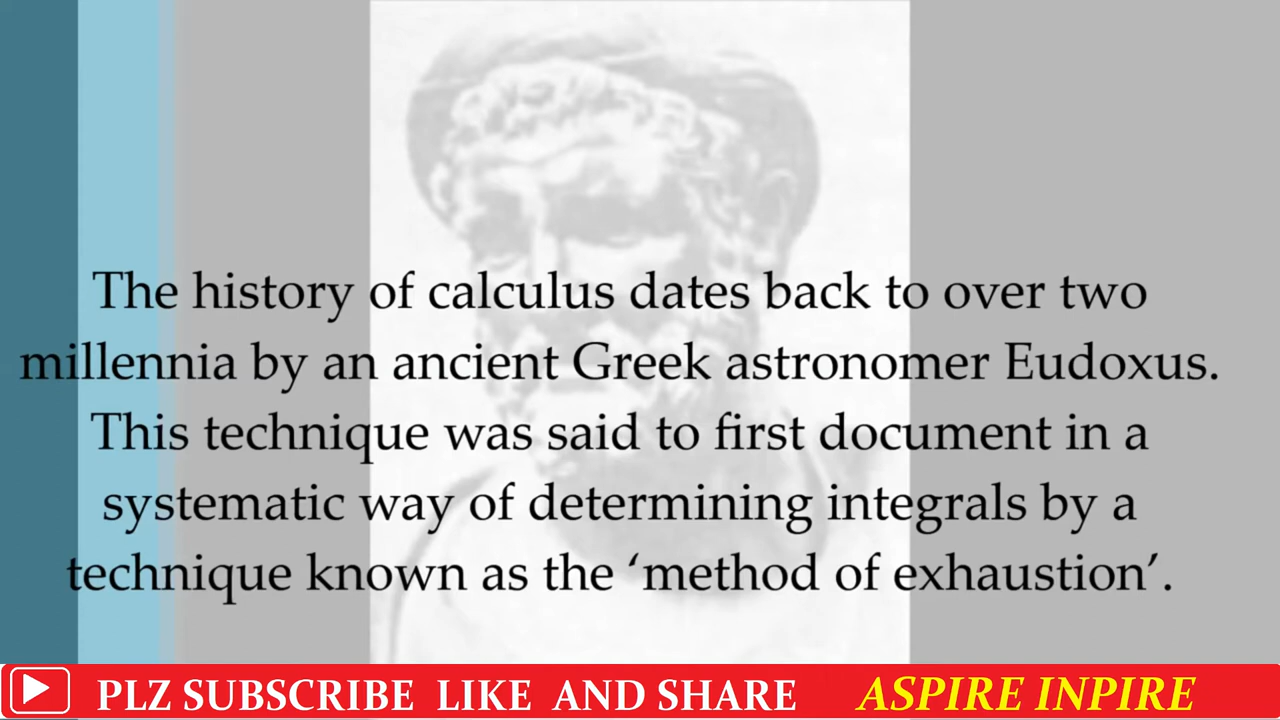 The history of calculus dates back to over two
millennia by an ancient Greek astronomer Eudoxus.
This technique was said to first document in a
systematic way of determining integrals by a
technique known as the ‘method of exhaustion’.
PLZ SUBSCRIBE LIKE AND SHARE ASPIRE INPIRE